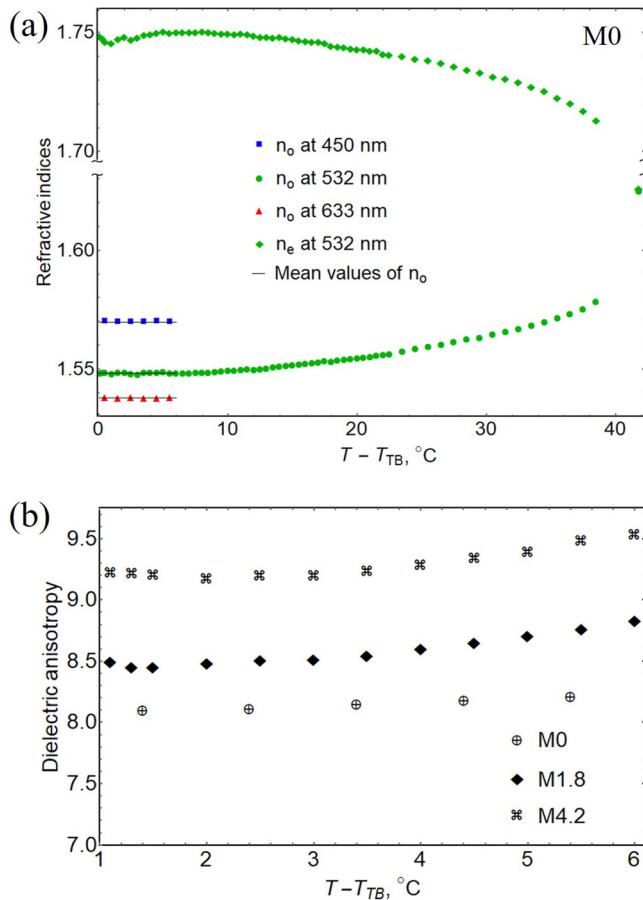 (a)
M0
1.75
1.70
1.60
1.55
Refractive indices
n_o at 450 nm
n_o at 532 nm
n_o at 633 nm
n_e at 532 nm
Mean values of n_o
0 10 20 30 40
T − T_TB, °C
(b)
9.5
9.0
8.5
8.0
7.5
7.0
Dielectric anisotropy
M0
M1.8
M4.2
1 2 3 4 5 6
T−T_TB, °C